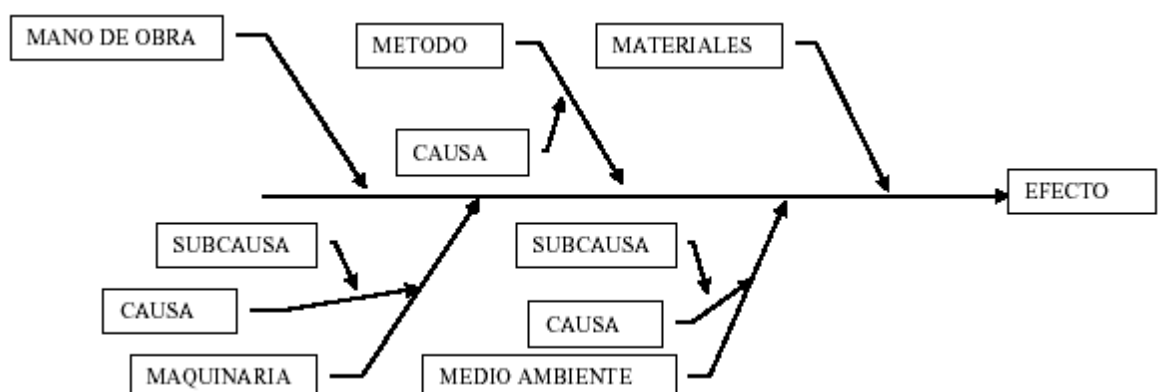 MANO DE OBRA
METODO
MATERIALES
CAUSA
EFECTO
SUBCAUSA
SUBCAUSA
CAUSA
CAUSA
MAQUINARIA
MEDIO AMBIENTE